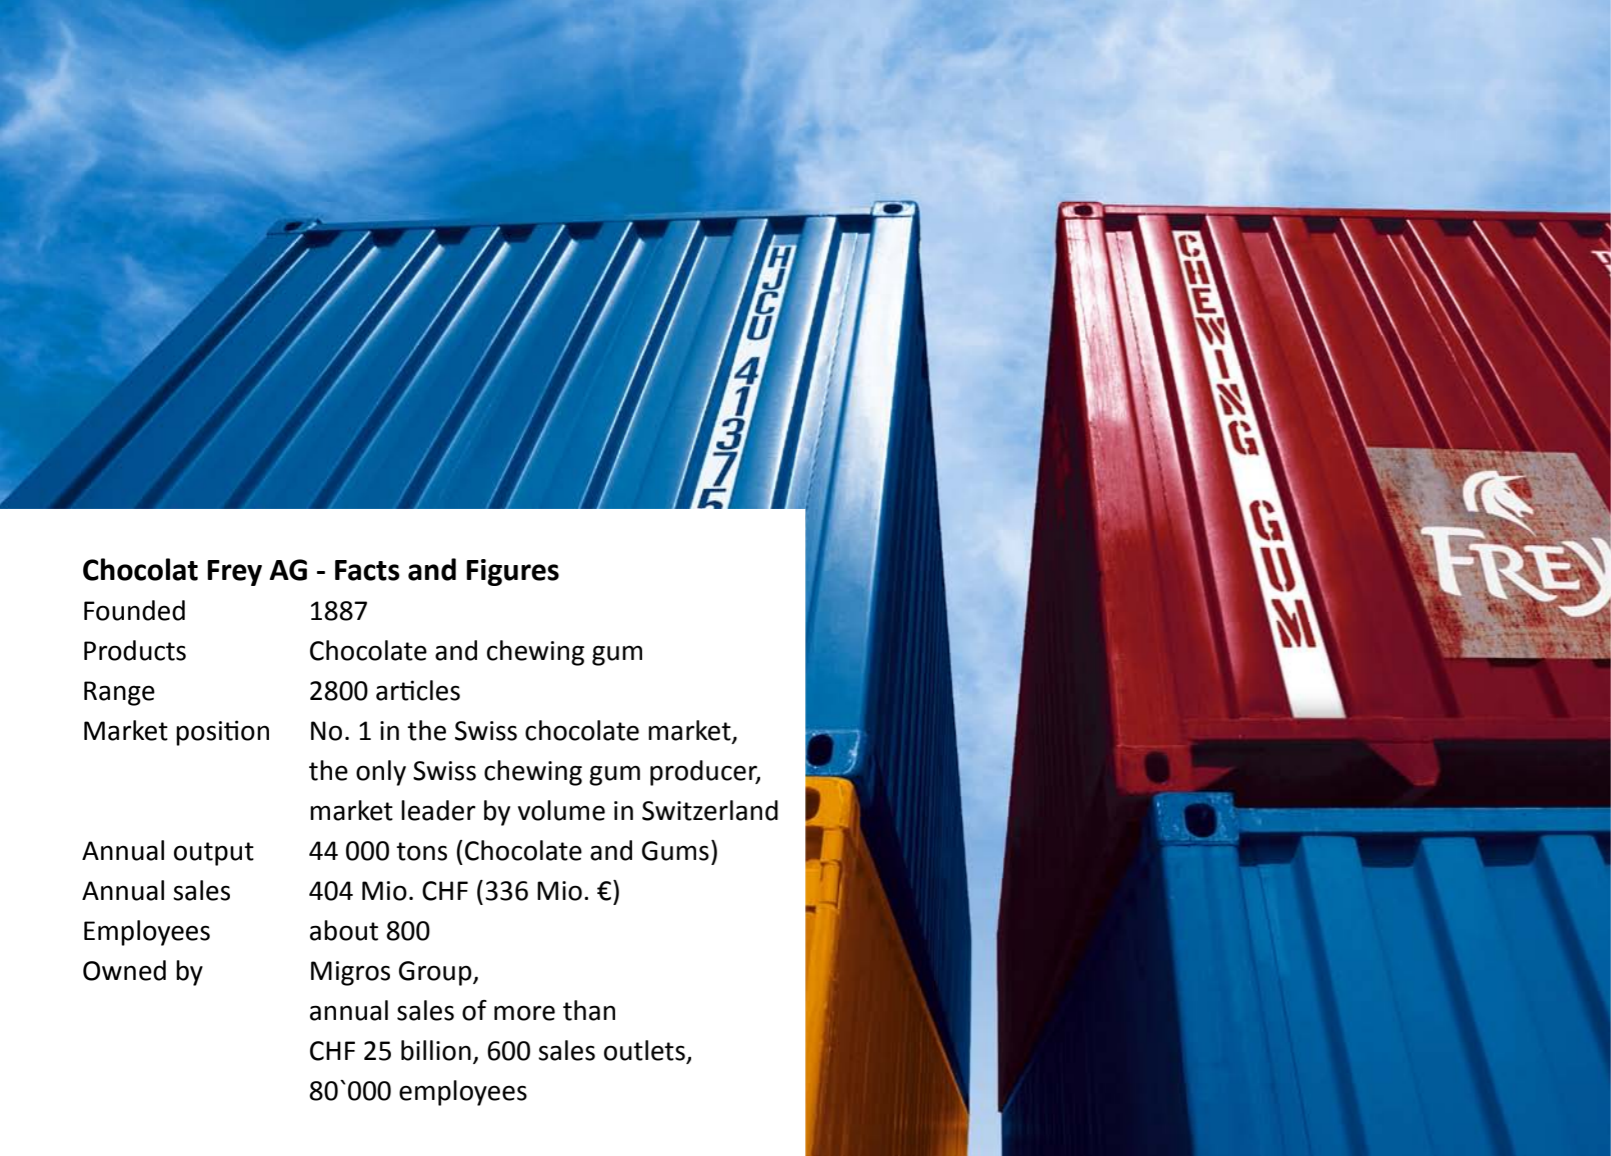 HJCU 41375
CHEWING GUM
FREY
Chocolat Frey AG - Facts and Figures
Founded 1887
Products Chocolate and chewing gum
Range 2800 articles
Market position No. 1 in the Swiss chocolate market,
the only Swiss chewing gum producer,
market leader by volume in Switzerland
Annual output 44 000 tons (Chocolate and Gums)
Annual sales 404 Mio. CHF (336 Mio. €)
Employees about 800
Owned by Migros Group,
annual sales of more than
CHF 25 billion, 600 sales outlets,
80`000 employees